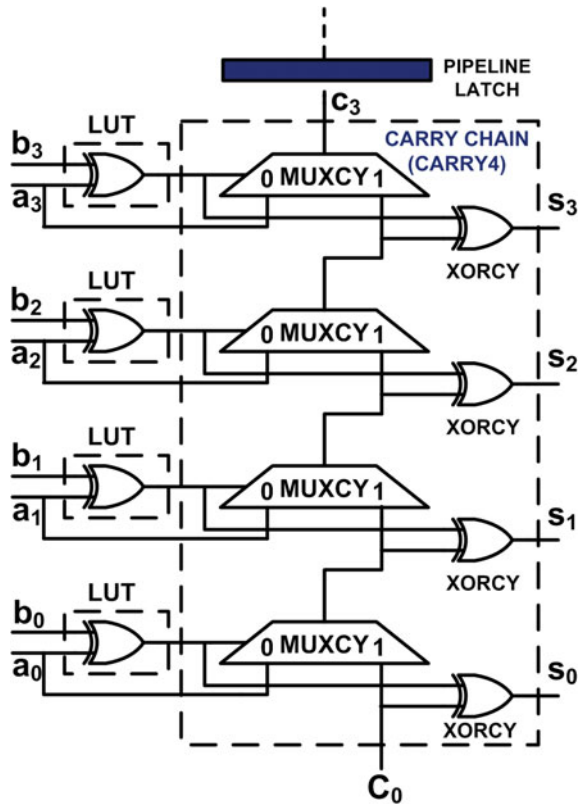 PIPELINE
LATCH
c₃
CARRY CHAIN
(CARRY4)
LUT
b₃
a₃
0 MUXCY 1
s₃
XORCY
LUT
b₂
a₂
0 MUXCY 1
s₂
XORCY
LUT
b₁
a₁
0 MUXCY 1
s₁
XORCY
LUT
b₀
a₀
0 MUXCY 1
s₀
XORCY
C₀